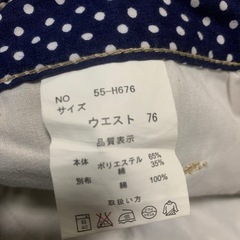 NO 55-H676
サイズ
ウエスト 76
品質表示
本体 ポリエステル 65%
綿 35%
別布 綿 100%
取扱い方